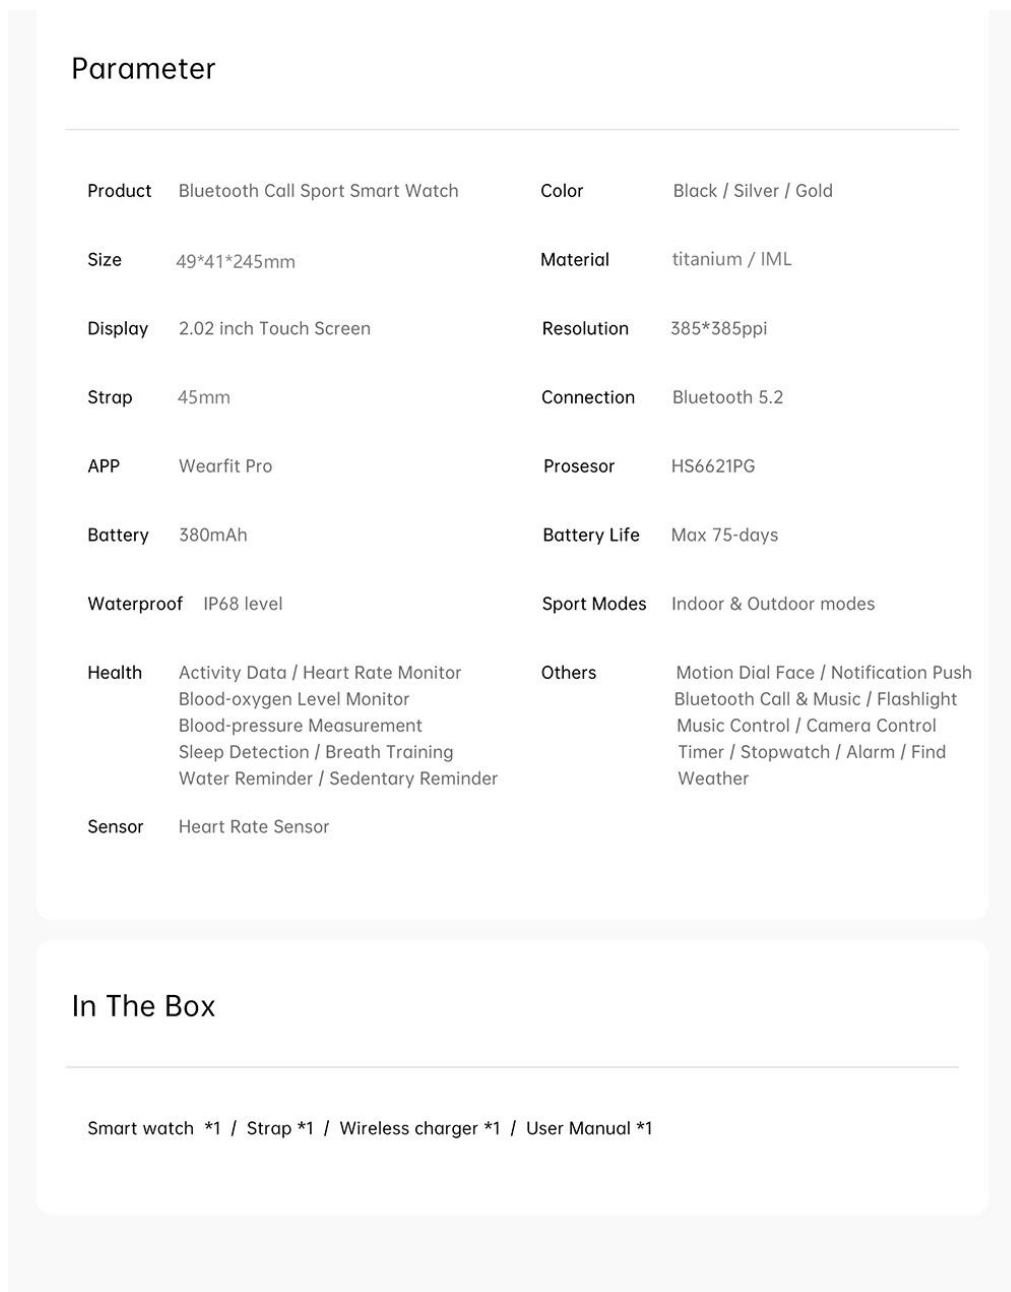 Parameter
Product Bluetooth Call Sport Smart Watch Color Black / Silver / Gold
Size 49*41*245mm Material titanium / IML
Display 2.02 inch Touch Screen Resolution 385*385ppi
Strap 45mm Connection Bluetooth 5.2
APP Wearfit Pro Prosesor HS6621PG
Battery 380mAh Battery Life Max 75-days
Waterproof IP68 level Sport Modes Indoor & Outdoor modes
Health Activity Data / Heart Rate Monitor Others Motion Dial Face / Notification Push
Blood-oxygen Level Monitor Bluetooth Call & Music / Flashlight
Blood-pressure Measurement Music Control / Camera Control
Sleep Detection / Breath Training Timer / Stopwatch / Alarm / Find
Water Reminder / Sedentary Reminder Weather
Sensor Heart Rate Sensor
In The Box
Smart watch *1 / Strap *1 / Wireless charger *1 / User Manual *1